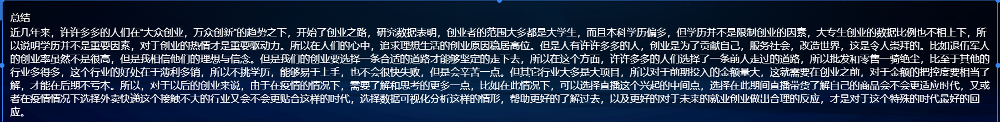 总结
近几年来，许许多多的人们在“大众创业，万众创新”的趋势之下，开始了创业之路，研究数据表明，创业者的范围大多都是大学生，而且本科学历偏多，但学历并不是限制创业的因素，大专生创业的数据比例也不相上下，所
以说明学历并不是重要因素，对于创业的热情才是重要驱动力。所以在人们的心中，追求理想生活的创业原因稳居高位。但是人有许许多多的人，创业是为了贡献自己，服务社会，改造世界，这是令人崇拜的。比如退伍军人
的创业率虽然不是很高，但是我相信他们的理想与信念。但是我们的创业要选择一条合适的道路才能够坚定的走下去，所以在这个方面，许许多多的人们选择了一条前人走过的道路，所以批发和零售一骑绝尘，比至于其他的
行业多得多，这个行业的好处在于薄利多销，所以不挑学历，能够易于上手，也不会很快失败，但是会辛苦一点。但其它行业大多是大项目，所以对于前期投入的金额量大，这就需要在创业之前，对于金额的把控度要相当了
解，才能在后期不亏本。所以，对于以后的创业来说，由于在疫情的情况下，需要了解和思考的更多一点，比如在此情况下，可以选择直播这个兴起的中间点，选择在此期间直播带货了解自己的商品会不会更适应时代，又或
者在疫情情况下选择外卖快递这个接触不大的行业又会不会更贴合这样的时代，选择数据可视化分析这样的情形，帮助更好的了解过去，以及更好的对于未来的就业创业做出合理的反应，才是对于这个特殊的时代最好的回
应。